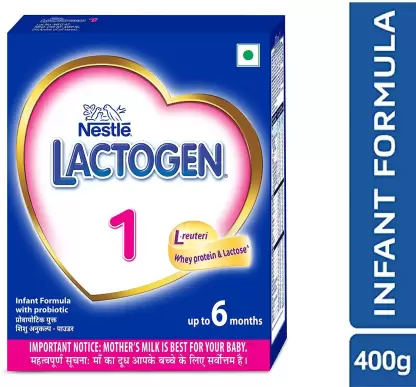 Nestlé
LACTOGEN
1
L-reuteri
Whey protein & Lactose
Infant Formula
with probiotic
प्रोबायोटिक युक्त
शिशु अनुकल्प - पाउडर
up to 6 months
IMPORTANT NOTICE: MOTHER'S MILK IS BEST FOR YOUR BABY.
महत्वपूर्ण सूचना: माँ का दूध आपके बच्चे के लिए सर्वोत्तम है।
INFANT FORMULA
400g